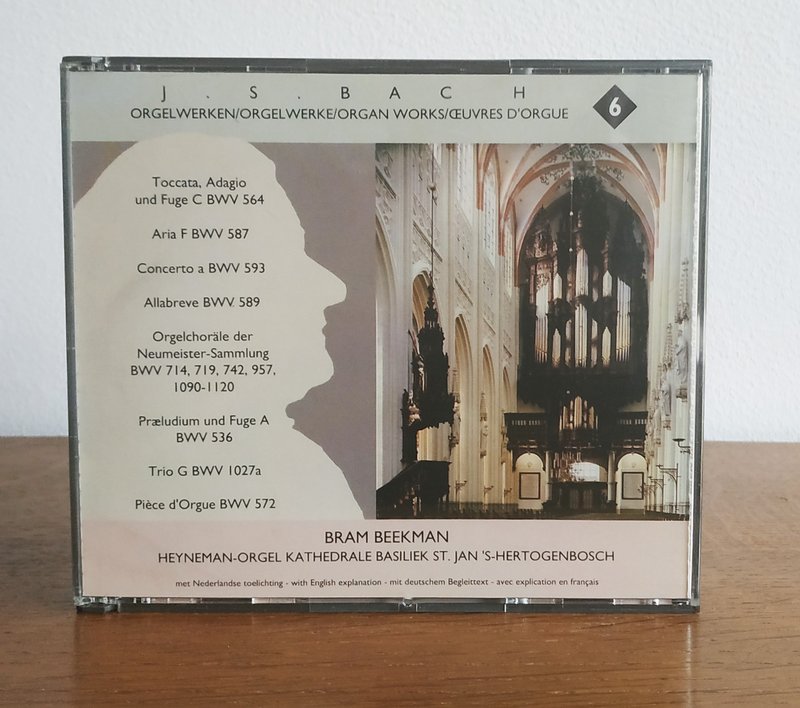 J . S . B A C H
ORGELWERKEN/ORGELWERKE/ORGAN WORKS/ŒUVRES D'ORGUE
6
Toccata, Adagio
und Fuge C BWV 564
Aria F BWV 587
Concerto a BWV 593
Allabreve BWV. 589
Orgelchoräle der
Neumeister-Sammlung
BWV 714, 719, 742, 957,
1090-1120
Præludium und Fuge A
BWV 536
Trio G BWV 1027a
Pièce d'Orgue BWV 572
BRAM BEEKMAN
HEYNEMAN-ORGEL KATHEDRALE BASILIEK ST. JAN 'S-HERTOGENBOSCH
met Nederlandse toelichting - with English explanation - mit deutschem Begleittext - avec explication en français